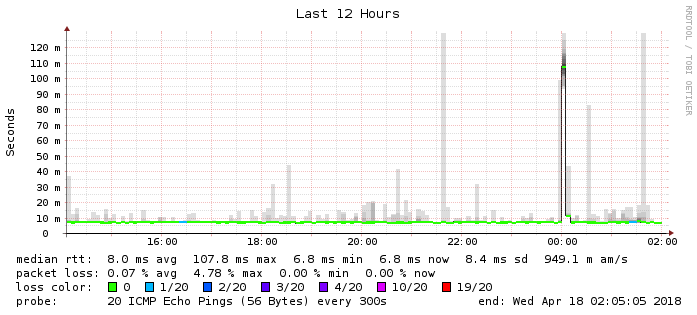 Last 12 Hours
RRDTOOL / TOBI OETIKER
Seconds
120 m
110 m
100 m
90 m
80 m
70 m
60 m
50 m
40 m
30 m
20 m
10 m
0
16:00 18:00 20:00 22:00 00:00 02:00
median rtt: 8.0 ms avg 107.8 ms max 6.8 ms min 6.8 ms now 8.4 ms sd 949.1 m am/s
packet loss: 0.07 % avg 4.78 % max 0.00 % min 0.00 % now
loss color: 0 1/20 2/20 3/20 4/20 10/20 19/20
probe: 20 ICMP Echo Pings (56 Bytes) every 300s end: Wed Apr 18 02:05:05 2018